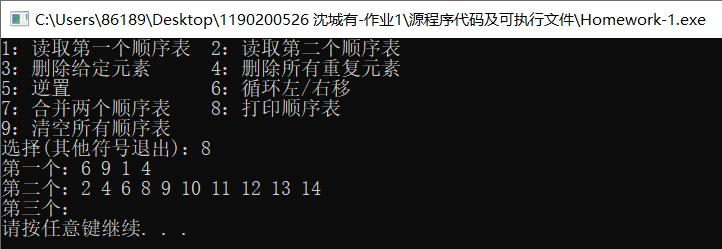 C:\Users\86189\Desktop\1190200526 沈城有-作业1\源程序代码及可执行文件\Homework-1.exe
1: 读取第一个顺序表 2: 读取第二个顺序表
3: 删除给定元素 4: 删除所有重复元素
5: 逆置 6: 循环左/右移
7: 合并两个顺序表 8: 打印顺序表
9: 清空所有顺序表
选择(其他符号退出): 8
第一个: 6 9 1 4
第二个: 2 4 6 8 9 10 11 12 13 14
第三个:
请按任意键继续. . .